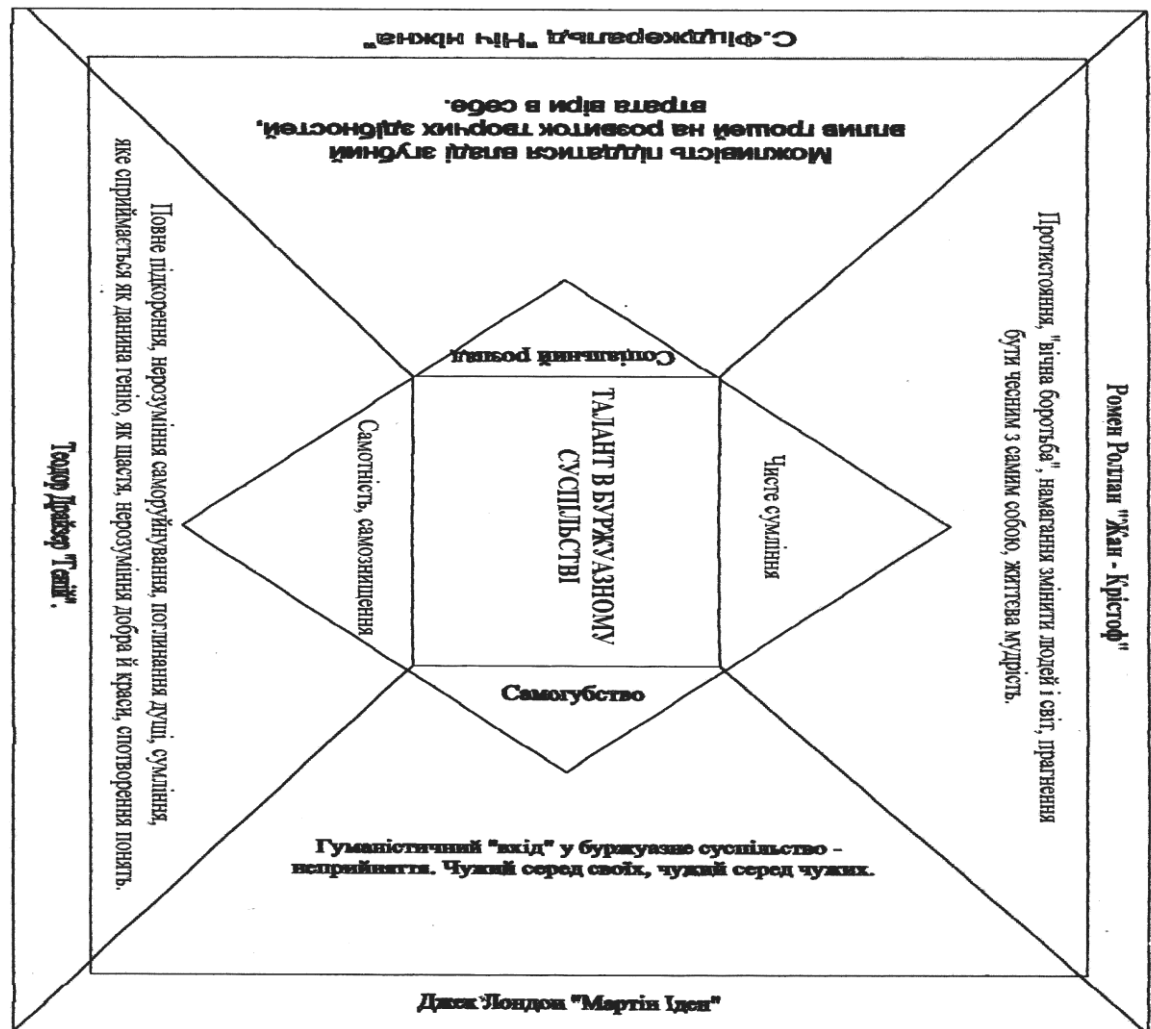 С.Фіцджеральд "Ніч ніжна"
Можливість піддатися владі згубний
вплив грошей на розвиток творчих здібностей,
втрата віри в себе.
Соціальний розпад
Ромен Роллан "Жан - Крістоф"
Протистояння, "вічна боротьба", намагання змінити людей і світ, прагнення
бути чесним з самим собою, життєва мудрість.
Чисте сумління
ТАЛАНТ В БУРЖУАЗНОМУ
СУСПІЛЬСТВІ
Самотність, самознищення
Повне підкорення, нерозуміння саморуйнування, поглинання душі, сумління,
яке сприймається як данина генію, як щастя, нерозуміння добра й краси, спотворення понять.
Теодор Драйзер "Геній".
Самогубство
Гуманістичний "вхід" у буржуазне суспільство -
неприйняття. Чужий серед своїх, чужий серед чужих.
Джек Лондон "Мартін Іден"